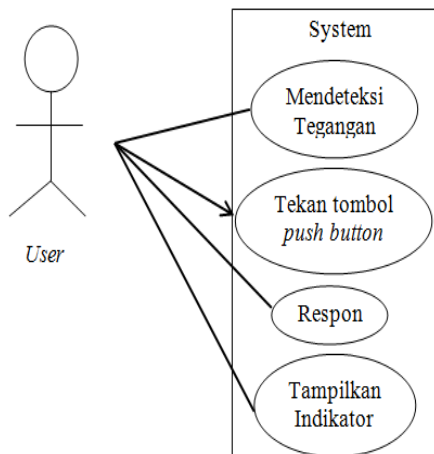 System
Mendeteksi
Tegangan
Tekan tombol
push button
User
Respon
Tampilkan
Indikator